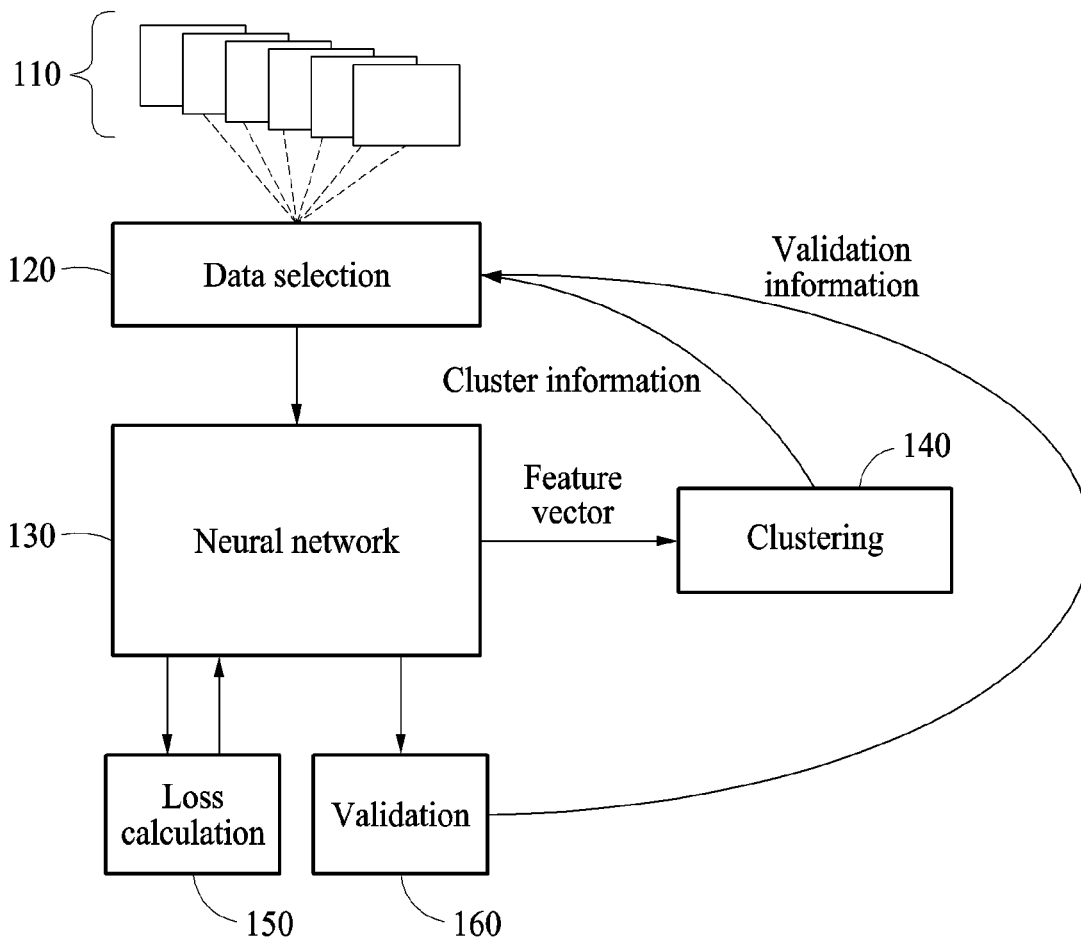 110
120
Data selection
Validation
information
Cluster information
140
130
Neural network
Feature
vector
Clustering
Loss
calculation
Validation
150
160